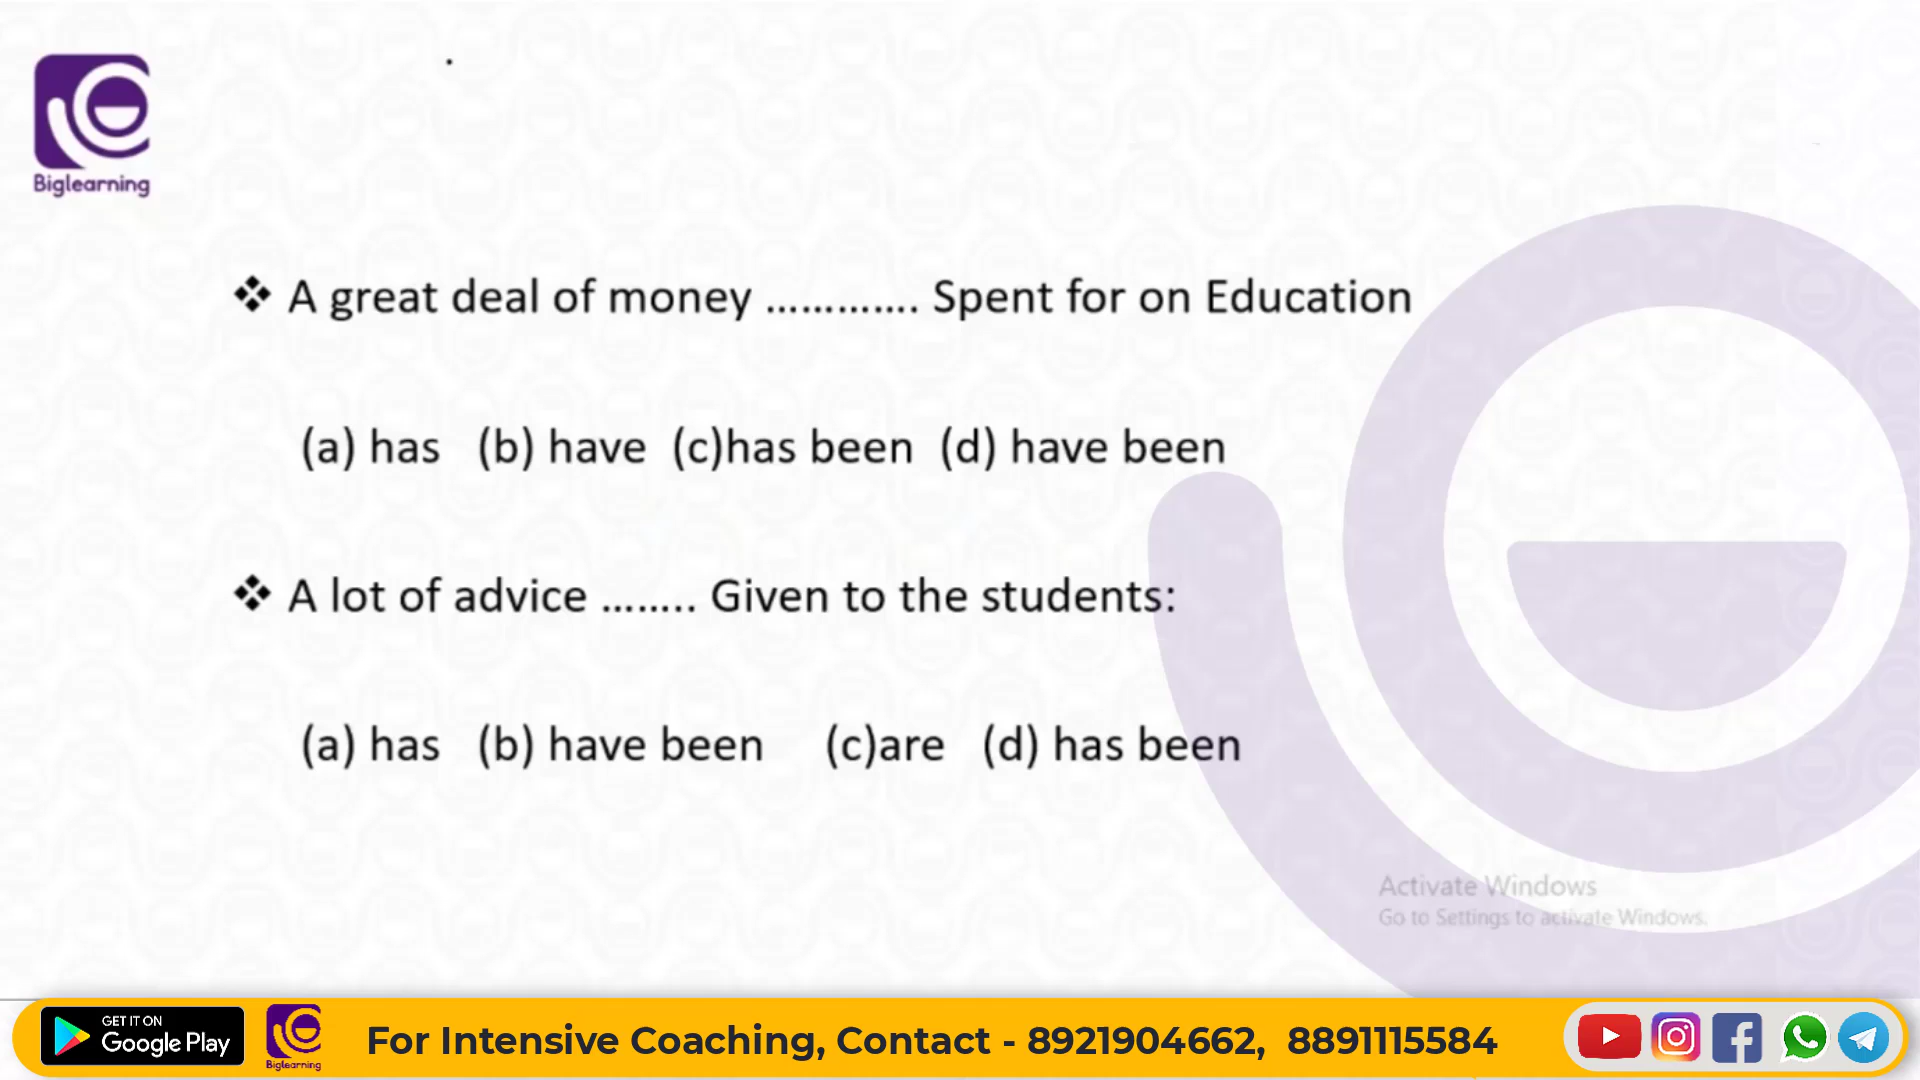 Biglearning
❖ A great deal of money …………. Spent for on Education
(a) has (b) have (c)has been (d) have been
❖ A lot of advice …….. Given to the students:
(a) has (b) have been (c)are (d) has been
Activate Windows
Go to Settings to activate Windows.
GET IT ON
Google Play
Biglearning
For Intensive Coaching, Contact - 8921904662, 8891115584